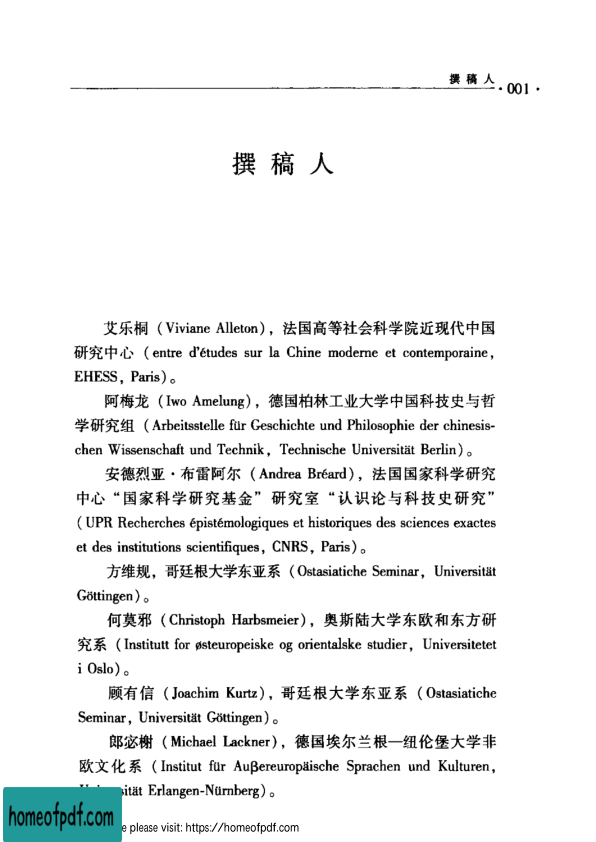 撰稿人
·001·
撰稿人
艾乐桐（Viviane Alleton），法国高等社会科学院近现代中国
研究中心（entre d'études sur la Chine moderne et contemporaine，
EHESS，Paris）。
阿梅龙（Iwo Amelung），德国柏林工业大学中国科技史与哲
学研究组（Arbeitsstelle für Geschichte und Philosophie der chinesis-
chen Wissenschaft und Technik，Technische Universität Berlin）。
安德烈亚·布雷阿尔（Andrea Bréard），法国国家科学研究
中心“国家科学研究基金”研究室“认识论与科技史研究”
（UPR Recherches épistémologiques et historiques des sciences exactes
et des institutions scientifiques，CNRS，Paris）。
方维规，哥廷根大学东亚系（Ostasiatiche Seminar，Universität
Göttingen）。
何莫邪（Christoph Harbsmeier），奥斯陆大学东欧和东方研
究系（Institutt for østeuropeiske og orientalske studier，Universitetet
i Oslo）。
顾有信（Joachim Kurtz），哥廷根大学东亚系（Ostasiatiche
Seminar，Universität Göttingen）。
郎宓榭（Michael Lackner），德国埃尔兰根—纽伦堡大学非
欧文化系（Institut für Auβereuropäische Sprachen und Kulturen，
sität Erlangen-Nürnberg）。
homeofpdf.com
e please visit: https://homeofpdf.com